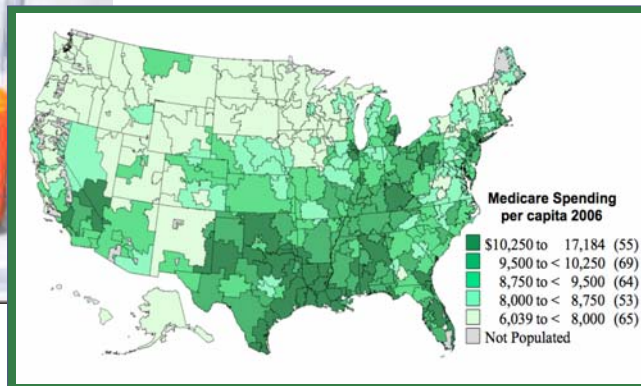 Medicare Spending
per capita 2006
$10,250 to 17,184 (55)
9,500 to < 10,250 (69)
8,750 to < 9,500 (64)
8,000 to < 8,750 (53)
6,039 to < 8,000 (65)
Not Populated